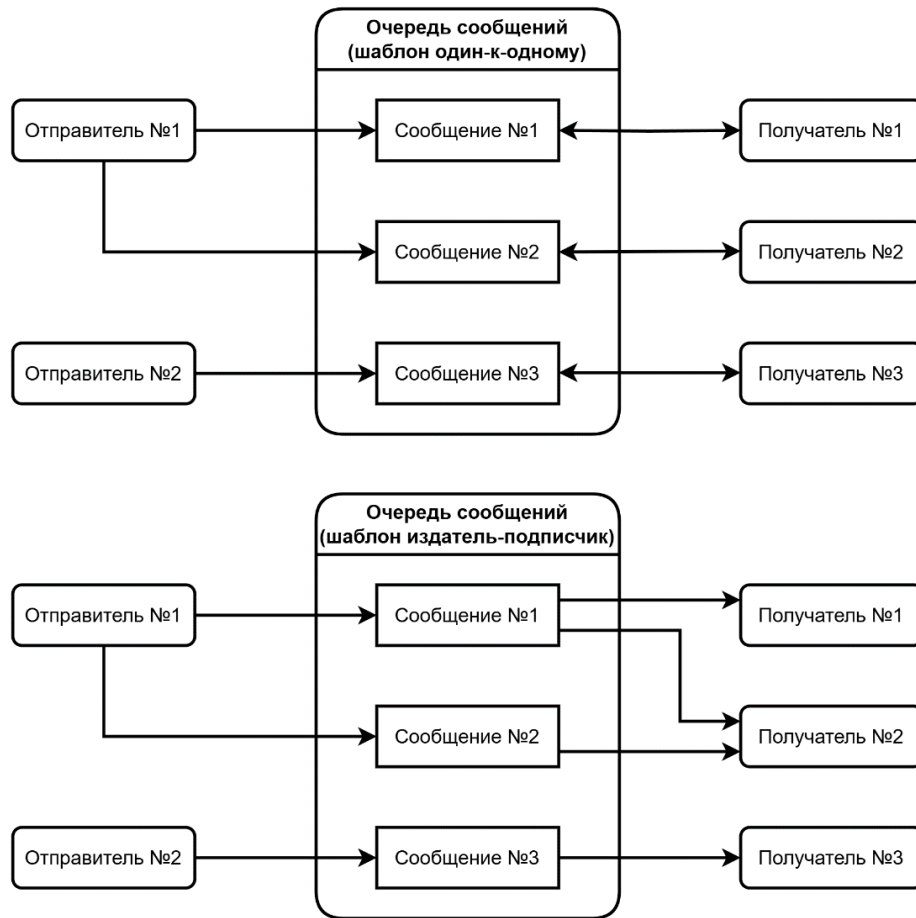 Очередь сообщений
(шаблон один-к-одному)
Отправитель №1
Сообщение №1
Получатель №1
Сообщение №2
Получатель №2
Отправитель №2
Сообщение №3
Получатель №3
Очередь сообщений
(шаблон издатель-подписчик)
Отправитель №1
Сообщение №1
Получатель №1
Сообщение №2
Получатель №2
Отправитель №2
Сообщение №3
Получатель №3